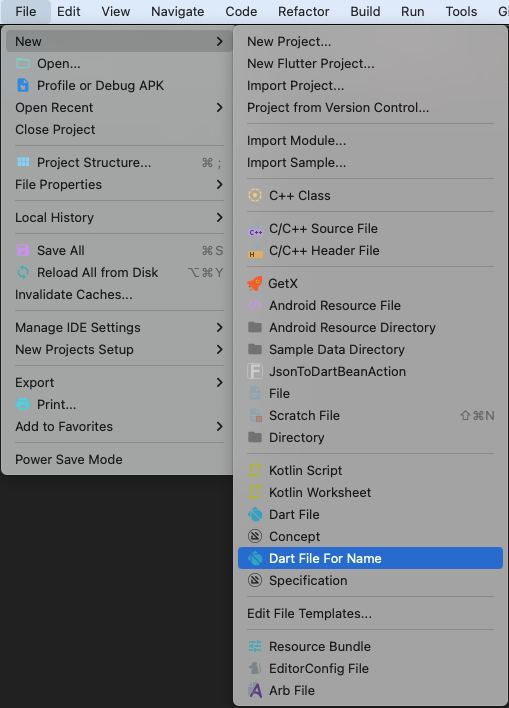 File Edit View Navigate Code Refactor Build Run Tools
New
Open...
Profile or Debug APK
Open Recent
Close Project
Project Structure... ⌘ ;
File Properties
Local History
Save All ⌘S
Reload All from Disk ⌥⌘Y
Invalidate Caches...
Manage IDE Settings
New Projects Setup
Export
Print...
Add to Favorites
Power Save Mode
New Project...
New Flutter Project...
Import Project...
Project from Version Control...
Import Module...
Import Sample...
C++ Class
C++ C/C++ Source File
H C/C++ Header File
GetX
Android Resource File
Android Resource Directory
Sample Data Directory
F JsonToDartBeanAction
File
Scratch File ⇧⌘N
Directory
Kotlin Script
Kotlin Worksheet
Dart File
Concept
Dart File For Name
Specification
Edit File Templates...
Resource Bundle
EditorConfig File
Arb File